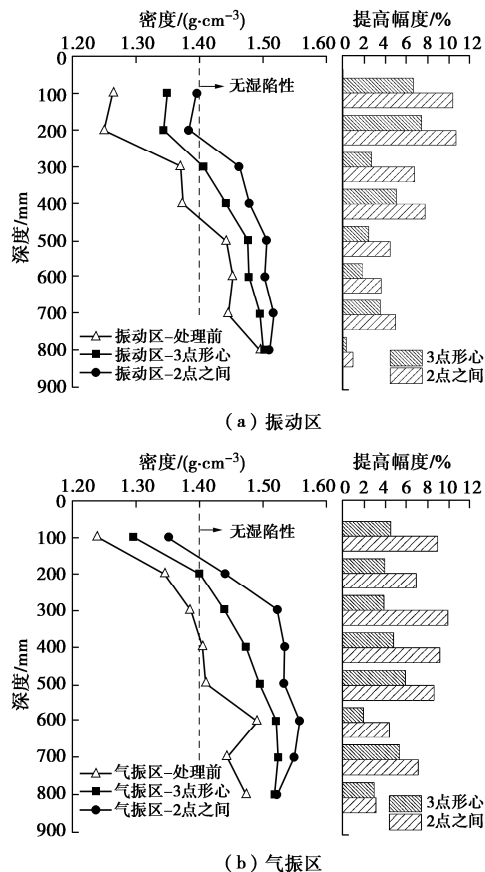 密度/(g·cm⁻³) 提高幅度/%
1.20 1.30 1.40 1.50 1.60 0 2 4 6 8 10 12
0
无湿陷性
100
200
300
400
500
600
700
800
900
深度/mm
振动区–处理前
振动区–3点形心
振动区–2点之间
3点形心
2点之间
(a) 振动区
密度/(g·cm⁻³) 提高幅度/%
1.20 1.30 1.40 1.50 1.60 0 2 4 6 8 10 12
0
无湿陷性
100
200
300
400
500
600
700
800
900
深度/mm
气振区–处理前
气振区–3点形心
气振区–2点之间
3点形心
2点之间
(b) 气振区